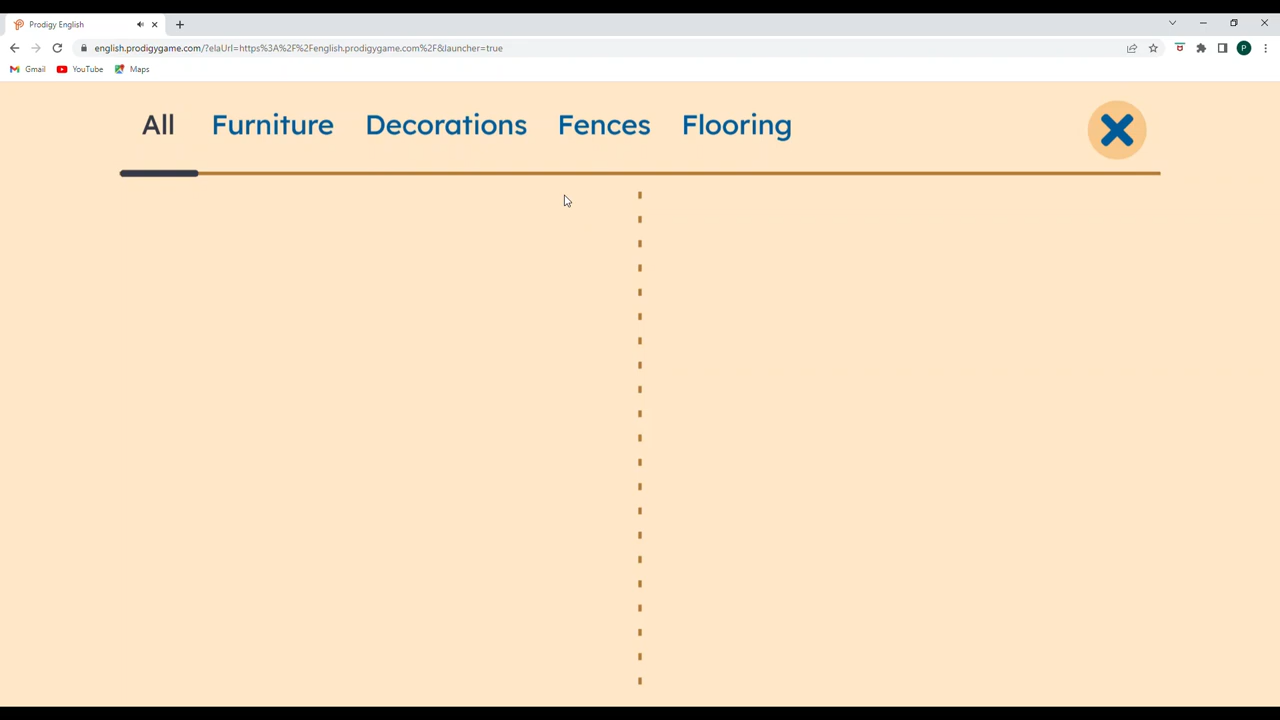 Prodigy English
english.prodigygame.com/?elaUrl=https%3A%2F%2Fenglish.prodigygame.com%2F&launcher=true
P
Gmail YouTube Maps
All Furniture Decorations Fences Flooring